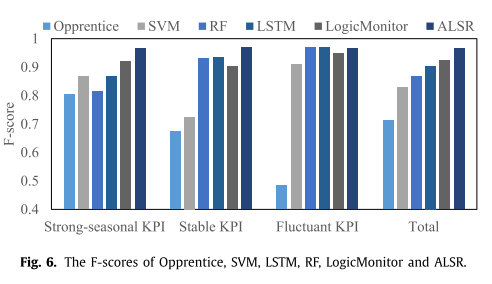 Opprentice SVM RF LSTM LogicMonitor ALSR
F-score
1
0.9
0.8
0.7
0.6
0.5
0.4
Strong-seasonal KPI Stable KPI Fluctuant KPI Total
Fig. 6. The F-scores of Opprentice, SVM, LSTM, RF, LogicMonitor and ALSR.